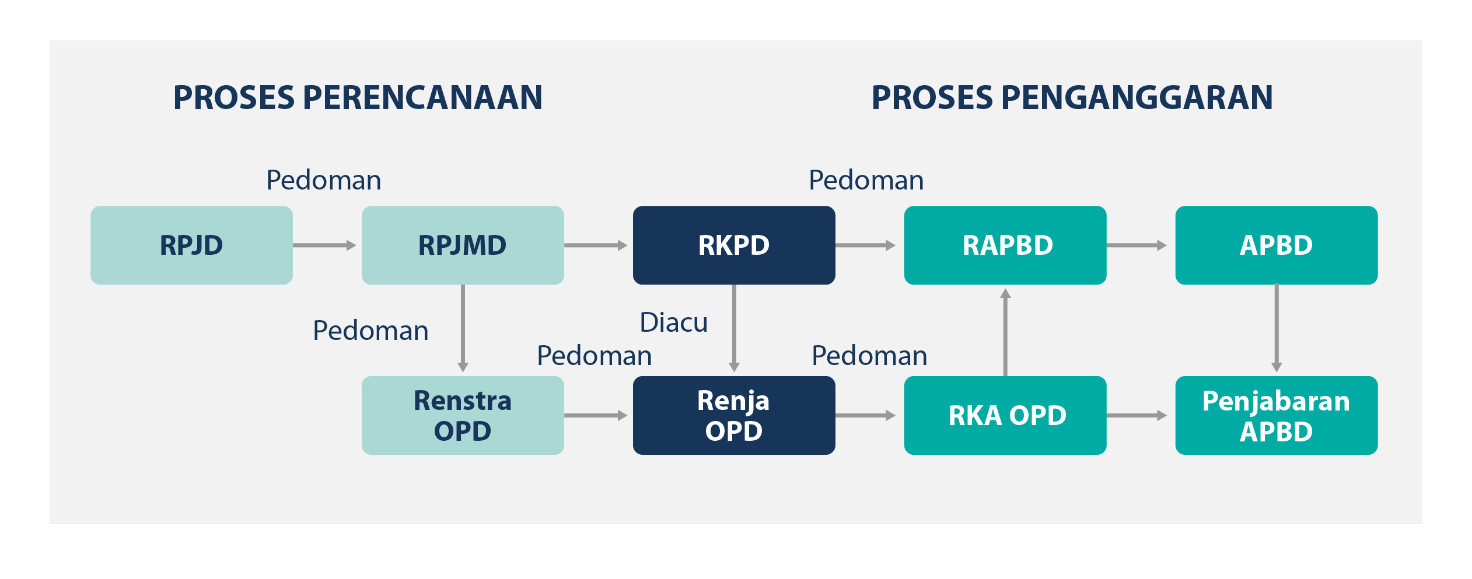 PROSES PERENCANAAN
PROSES PENGANGGARAN
Pedoman
Pedoman
RPJD
RPJMD
RKPD
RAPBD
APBD
Pedoman
Diacu
Pedoman
Pedoman
Renstra
OPD
Renja
OPD
RKA OPD
Penjabaran
APBD